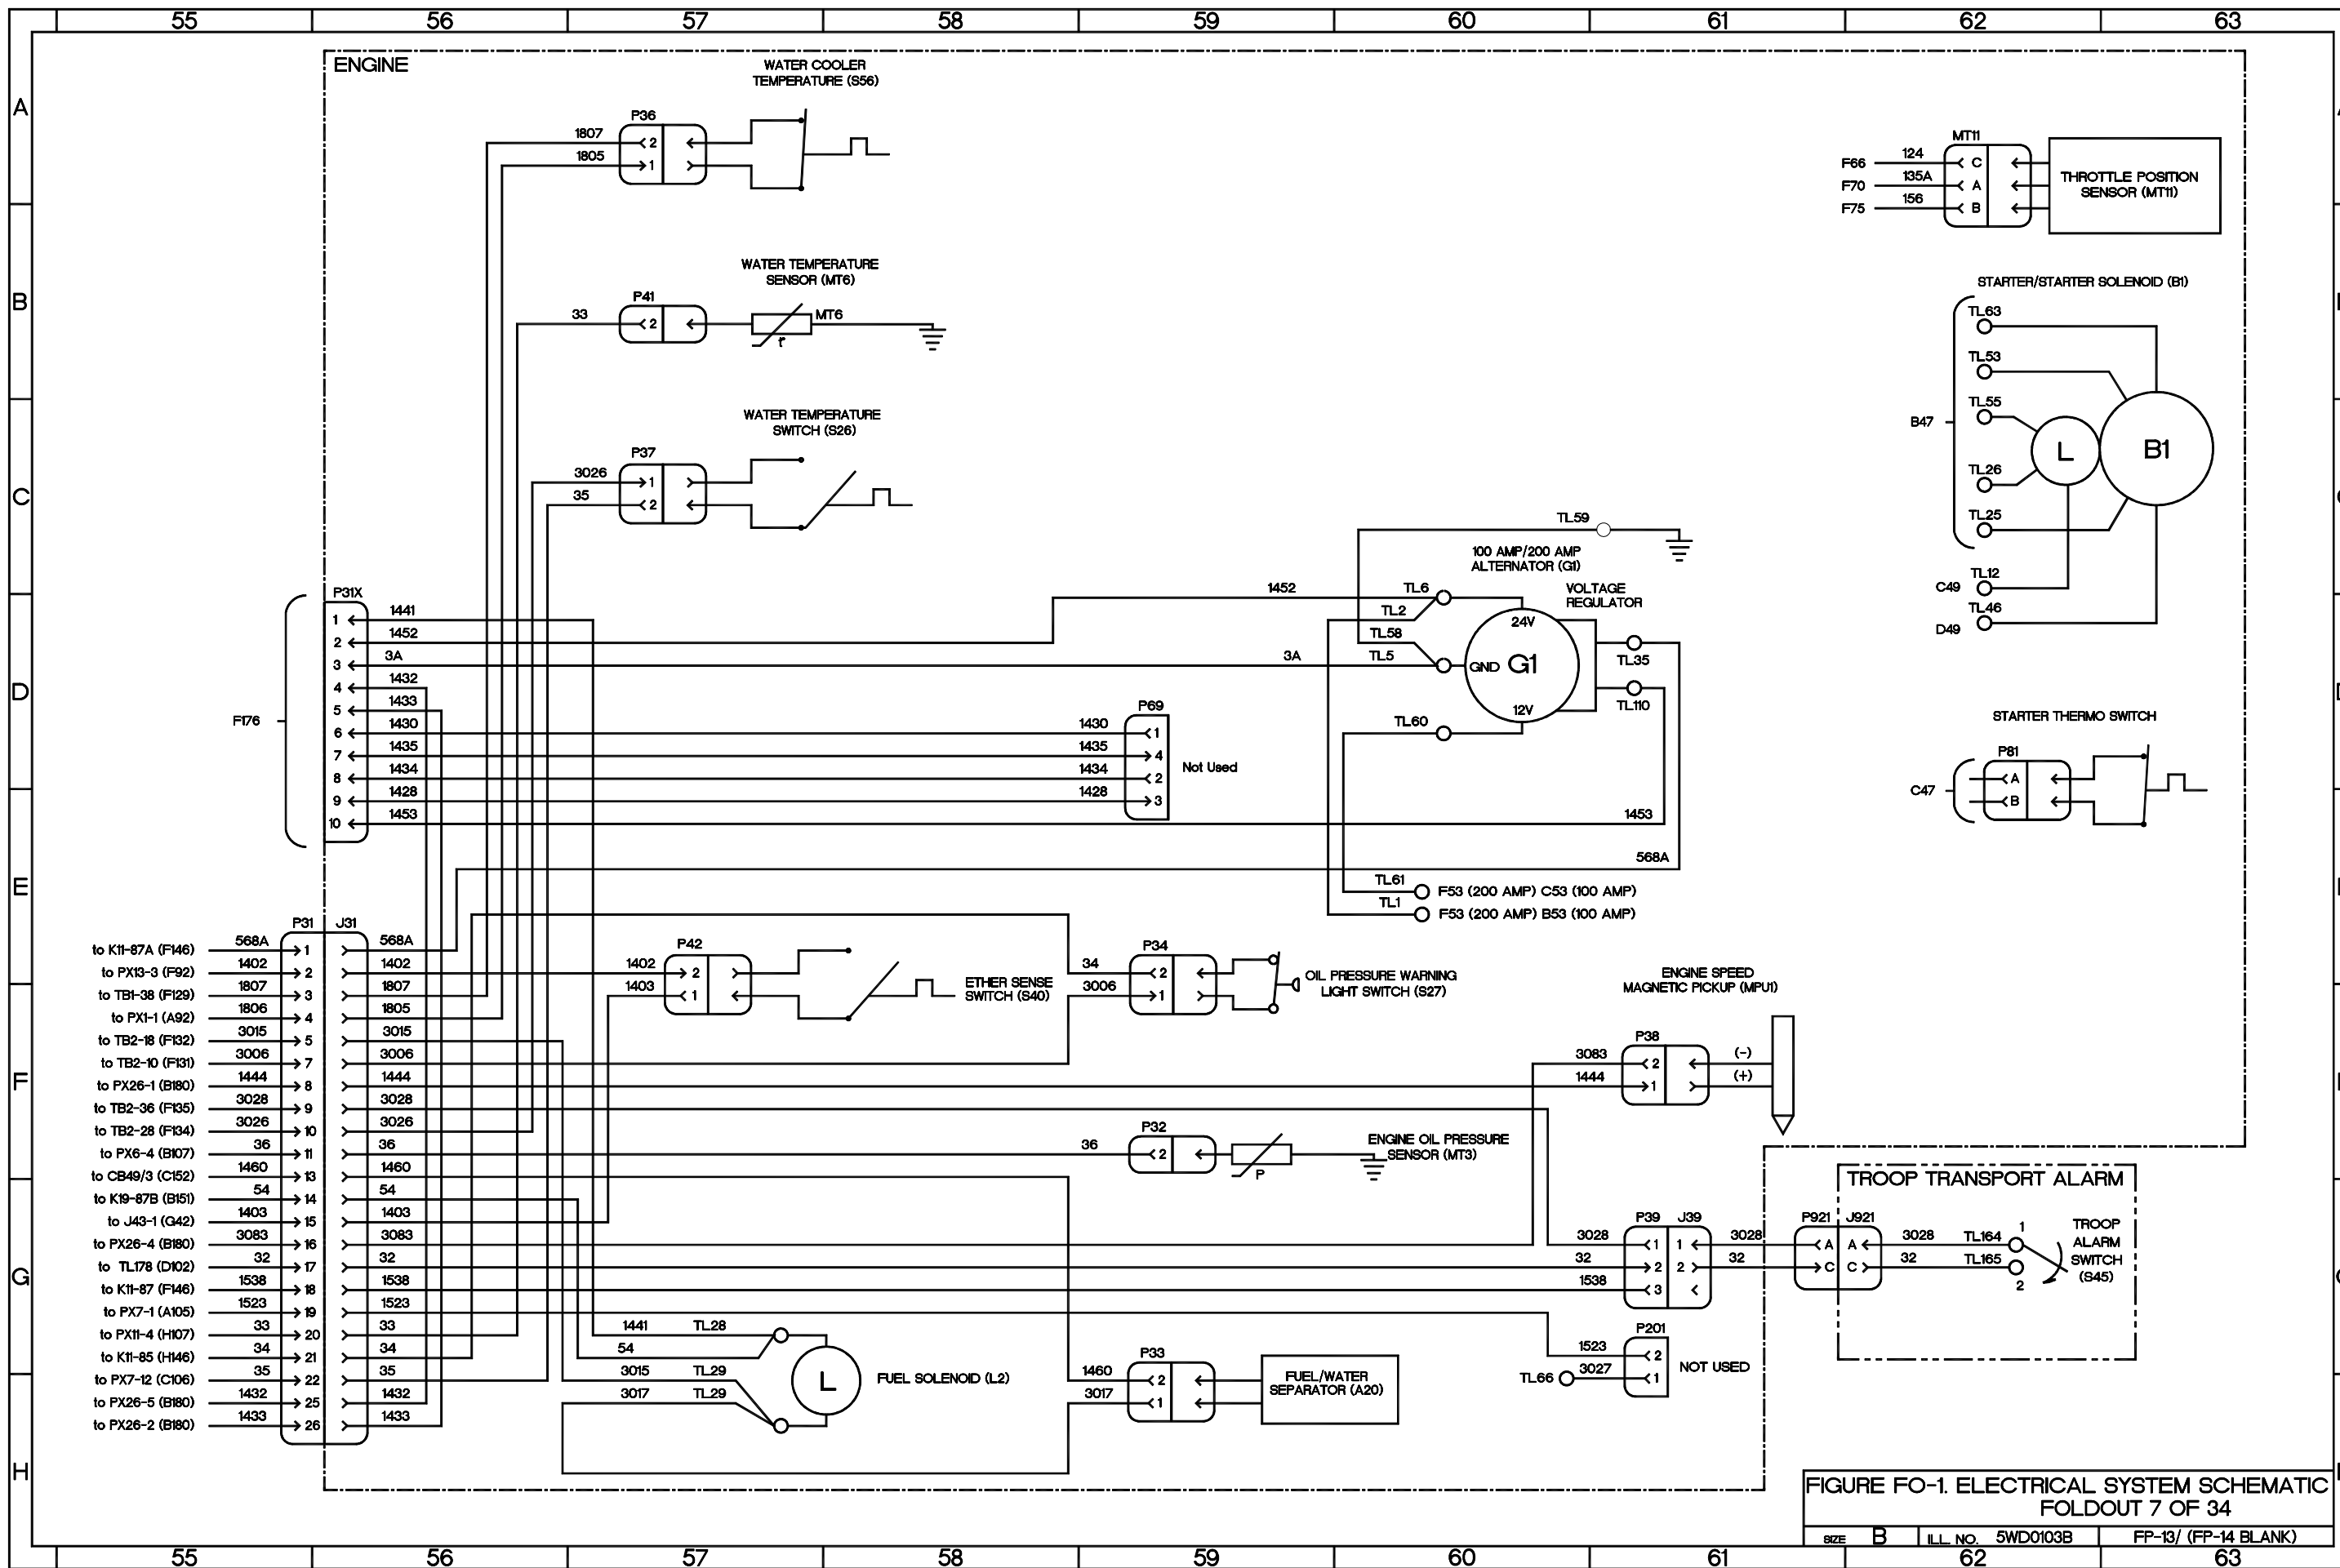 55 56 57 58 59 60 61 62 63
A
B
C
D
E
F
G
H
ENGINE
WATER COOLER
TEMPERATURE (S56)
P36
1807
2
1805
1
WATER TEMPERATURE
SENSOR (MT6)
P41
33
2
MT6
WATER TEMPERATURE
SWITCH (S26)
P37
3026
1
35
2
MT11
F66 124 C
F70 135A A
F75 156 B
THROTTLE POSITION
SENSOR (MT11)
STARTER/STARTER SOLENOID (B1)
TL63
TL53
TL55
B47
L
B1
TL26
TL25
TL12
C49
TL46
D49
TL59
100 AMP/200 AMP
ALTERNATOR (G1)
VOLTAGE
REGULATOR
1452
TL6
TL2
24V
TL58
3A
TL5
GND G1
TL35
TL110
TL60
12V
F176
P31X
1 1441
2 1452
3 3A
4 1432
5 1433
6 1430
7 1435
8 1434
9 1428
10 1453
P69
1430 1
1435 4
1434 2
1428 3
Not Used
1453
568A
TL61
F53 (200 AMP) C53 (100 AMP)
TL1
F53 (200 AMP) B53 (100 AMP)
STARTER THERMO SWITCH
P81
C47
A
B
P31 J31
to K11-87A (F146) 568A 1 568A
to PX13-3 (F92) 1402 2 1402
to TB1-38 (F129) 1807 3 1807
to PX1-1 (A92) 1806 4 1805
to TB2-18 (F132) 3015 5 3015
to TB2-10 (F131) 3006 7 3006
to PX26-1 (B180) 1444 8 1444
to TB2-36 (F135) 3028 9 3028
to TB2-28 (F134) 3026 10 3026
to PX6-4 (B107) 36 11 36
to CB49/3 (C152) 1460 13 1460
to K19-87B (B151) 54 14 54
to J43-1 (G42) 1403 15 1403
to PX26-4 (B180) 3083 16 3083
to TL178 (D102) 32 17 32
to K11-87 (F146) 1538 18 1538
to PX7-1 (A105) 1523 19 1523
to PX11-4 (H107) 33 20 33
to K11-85 (H146) 34 21 34
to PX7-12 (C106) 35 22 35
to PX26-5 (B180) 1432 25 1432
to PX26-2 (B180) 1433 26 1433
P42
1402 2
1403 1
ETHER SENSE
SWITCH (S40)
P34
34 2
3006 1
OIL PRESSURE WARNING
LIGHT SWITCH (S27)
ENGINE SPEED
MAGNETIC PICKUP (MPU1)
P38
3083 2 (-)
1444 1 (+)
P32
36 2
P
ENGINE OIL PRESSURE
SENSOR (MT3)
TROOP TRANSPORT ALARM
P39 J39
3028 1 1 3028
32 2 2 32
1538 3
P921 J921
A A 3028 TL164 1
C C 32 TL165 2
TROOP
ALARM
SWITCH
(S45)
1441 TL28
54
3015 TL29
3017 TL29
L
FUEL SOLENOID (L2)
P33
1460 2
3017 1
FUEL/WATER
SEPARATOR (A20)
P201
1523 2
TL66 3027 1
NOT USED
FIGURE FO-1. ELECTRICAL SYSTEM SCHEMATIC
FOLDOUT 7 OF 34
SIZE B ILL. NO. 5WD0103B FP-13/ (FP-14 BLANK)
55 56 57 58 59 60 61 62 63